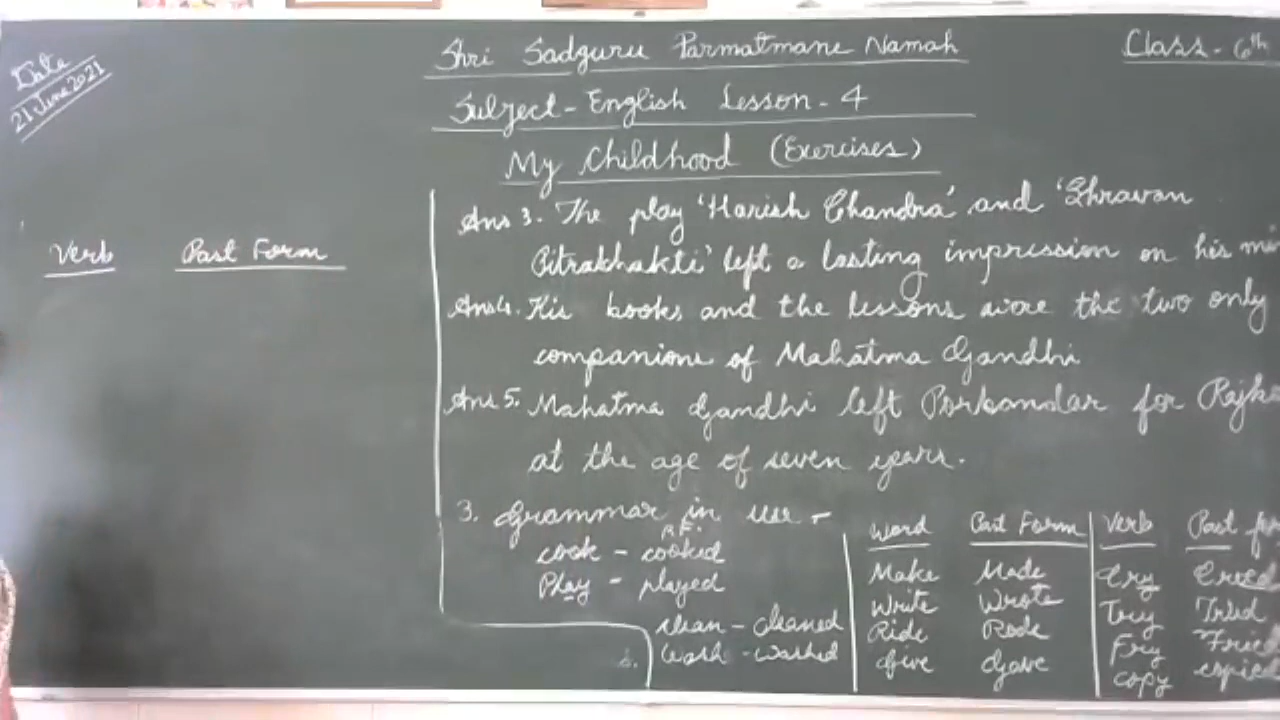 Date
21 June 2021
Shri Sadguru Parmatmane Namah
Class - 6th
Subject - English Lesson - 4
My Childhood (Exercises)
Ans 3. The play 'Harish Chandra' and 'Shravan
Pitrabhakti' left a lasting impression on his
Ans 4. His books and the lessons were the two only
companions of Mahatma Gandhi
Ans 5. Mahatma Gandhi left Porbandar for
at the age of seven years.
3. Grammar in use -
cook - cooked
Play - played
clean - cleaned
wash - washed
Word Past Form
Make Made
Write Wrote
Ride Rode
Give Gave
Verb Past
Cry Cried
Try Tried
Fry Fried
copy copied
Verb Past Form